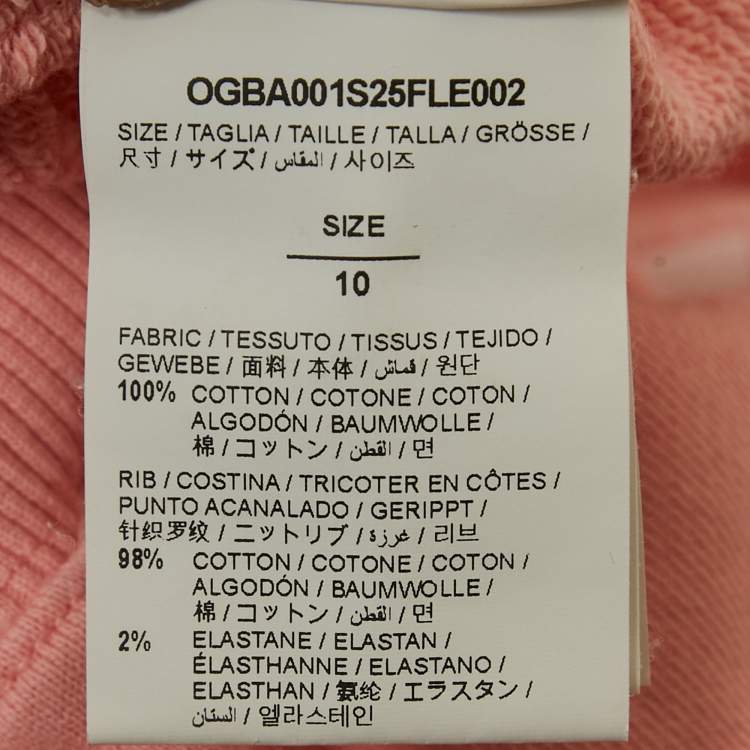 OGBA001S25FLE002
SIZE / TAGLIA / TAILLE / TALLA / GRÖSSE /
尺寸 / サイズ / المقاس / 사이즈
SIZE
10
FABRIC / TESSUTO / TISSUS / TEJIDO /
GEWEBE / 面料 / 本体 / قماش / 원단
100% COTTON / COTONE / COTON /
ALGODÓN / BAUMWOLLE /
棉 / コットン / القطن / 면
RIB / COSTINA / TRICOTER EN CÔTES /
PUNTO ACANALADO / GERIPPT /
针织罗纹 / ニットリブ / غرزة / 리브
98% COTTON / COTONE / COTON /
ALGODÓN / BAUMWOLLE /
棉 / コットン / القطن / 면
2% ELASTANE / ELASTAN /
ÉLASTHANNE / ELASTANO /
ELASTHAN / 氨纶 / エラスタン /
الستان / 엘라스테인